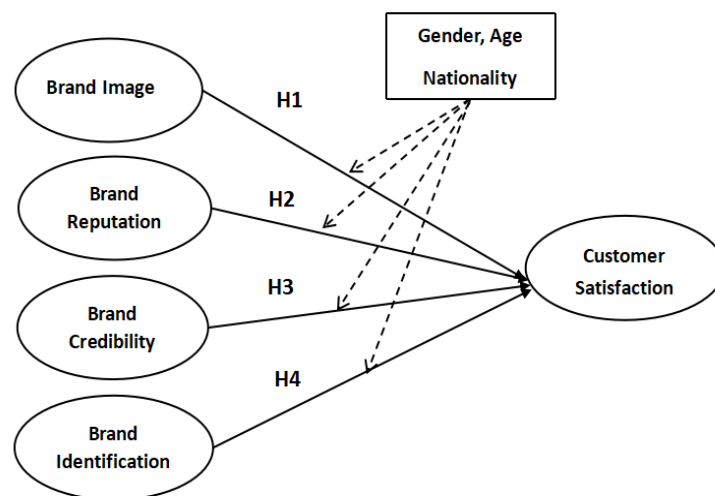 Gender, Age
Nationality
Brand Image
H1
Brand
Reputation
H2
Customer
Satisfaction
Brand
Credibility
H3
H4
Brand
Identification